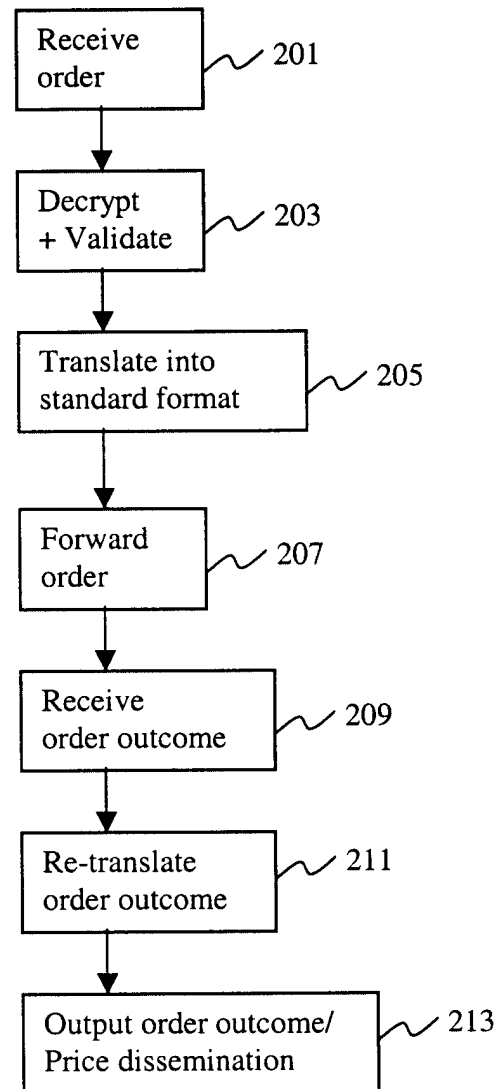 Receive
order
201
Decrypt
+ Validate
203
Translate into
standard format
205
Forward
order
207
Receive
order outcome
209
Re-translate
order outcome
211
Output order outcome/
Price dissemination
213